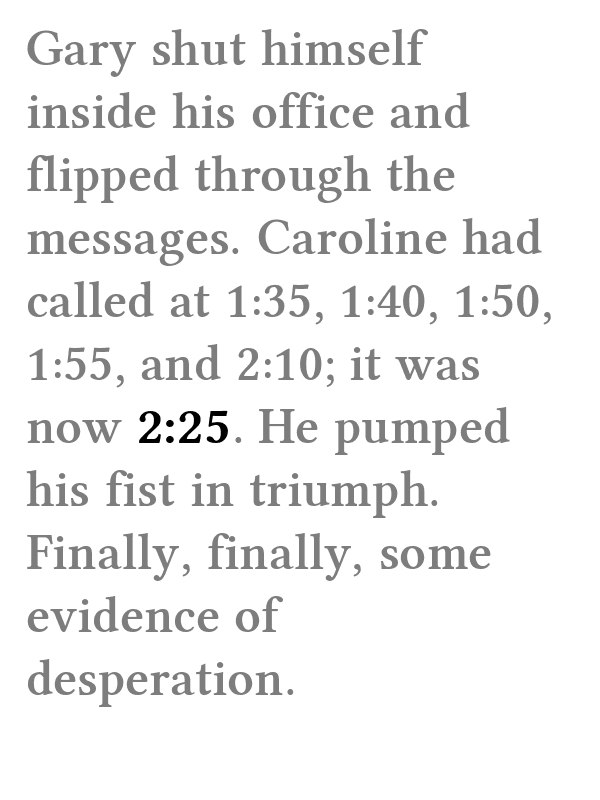 Gary shut himself
inside his office and
flipped through the
messages. Caroline had
called at 1:35, 1:40, 1:50,
1:55, and 2:10; it was
now 2:25. He pumped
his fist in triumph.
Finally, finally, some
evidence of
desperation.